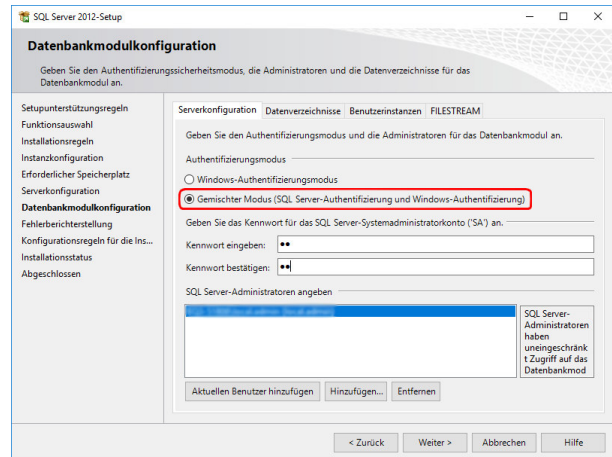 SQL Server 2012-Setup
Datenbankmodulkonfiguration
Geben Sie den Authentifizierungssicherheitsmodus, die Administratoren und die Datenverzeichnisse für das
Datenbankmodul an.
Setupunterstützungsregeln
Funktionsauswahl
Installationsregeln
Instanzkonfiguration
Erforderlicher Speicherplatz
Serverkonfiguration
Datenbankmodulkonfiguration
Fehlerberichterstellung
Konfigurationsregeln für die Ins...
Installationsstatus
Abgeschlossen
Serverkonfiguration Datenverzeichnisse Benutzerinstanzen FILESTREAM
Geben Sie den Authentifizierungsmodus und die Administratoren für das Datenbankmodul an.
Authentifizierungsmodus
Windows-Authentifizierungsmodus
Gemischter Modus (SQL Server-Authentifizierung und Windows-Authentifizierung)
Geben Sie das Kennwort für das SQL Server-Systemadministratorkonto ('SA') an.
Kennwort eingeben: ●●
Kennwort bestätigen: ●●
SQL Server-Administratoren angeben
SQL Server-
Administratoren
haben
uneingeschränk
t Zugriff auf das
Datenbankmod
Aktuellen Benutzer hinzufügen Hinzufügen... Entfernen
< Zurück Weiter > Abbrechen Hilfe